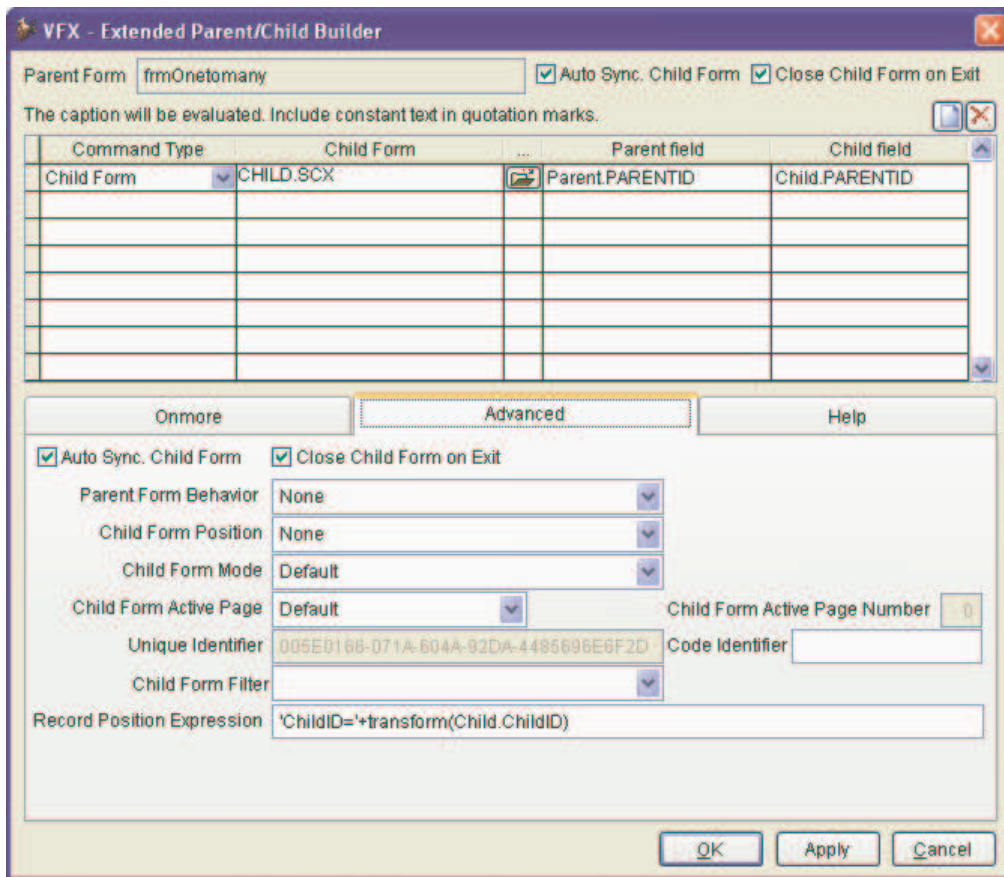 VFX - Extended Parent/Child Builder
Parent Form frmOnetomany Auto Sync. Child Form Close Child Form on Exit
The caption will be evaluated. Include constant text in quotation marks.
Command Type Child Form ... Parent field Child field
Child Form CHILD.SCX Parent.PARENTID Child.PARENTID
Onmore Advanced Help
Auto Sync. Child Form Close Child Form on Exit
Parent Form Behavior None
Child Form Position None
Child Form Mode Default
Child Form Active Page Default Child Form Active Page Number 0
Unique Identifier 005E0166-071A-604A-92DA-4485696E6F2D Code Identifier
Child Form Filter
Record Position Expression 'ChildID='+transform(Child.ChildID)
OK Apply Cancel